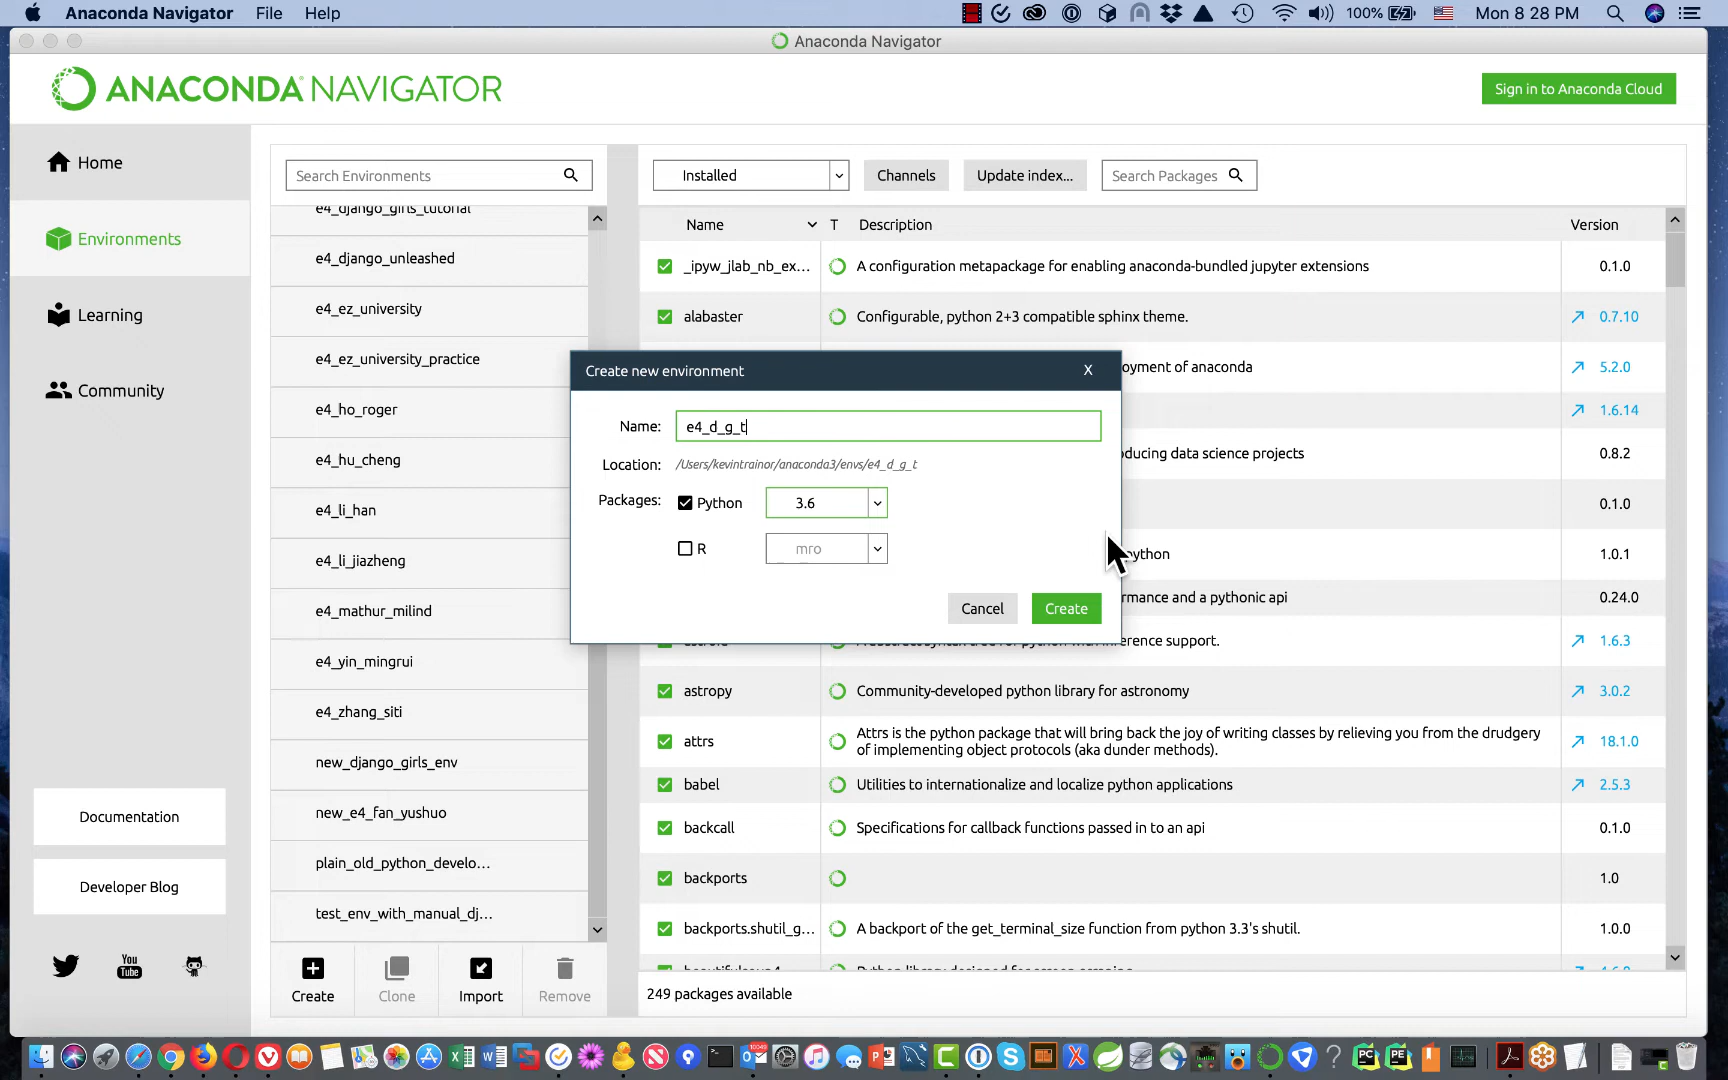 Anaconda Navigator File Help 100% Mon 8 28 PM
Anaconda Navigator
ANACONDA NAVIGATOR
Sign in to Anaconda Cloud
Home
Environments
Learning
Community
Documentation
Developer Blog
You
Tube
Search Environments
e4_django_girls_tutorial
e4_django_unleashed
e4_ez_university
e4_ez_university_practice
e4_ho_roger
e4_hu_cheng
e4_li_han
e4_li_jiazheng
e4_mathur_milind
e4_yin_mingrui
e4_zhang_siti
new_django_girls_env
new_e4_fan_yushuo
plain_old_python_develo...
test_env_with_manual_dj...
Create Clone Import Remove
Installed Channels Update index... Search Packages
Name T Description Version
_ipyw_jlab_nb_ex... A configuration metapackage for enabling anaconda-bundled jupyter extensions 0.1.0
alabaster Configurable, python 2+3 compatible sphinx theme. 0.7.10
oyment of anaconda 5.2.0
1.6.14
oducing data science projects 0.8.2
0.1.0
python 1.0.1
rmance and a pythonic api 0.24.0
erence support. 1.6.3
astropy Community-developed python library for astronomy 3.0.2
attrs Attrs is the python package that will bring back the joy of writing classes by relieving you from the drudgery
of implementing object protocols (aka dunder methods). 18.1.0
babel Utilities to internationalize and localize python applications 2.5.3
backcall Specifications for callback functions passed in to an api 0.1.0
backports 1.0
backports.shutil_g... A backport of the get_terminal_size function from python 3.3's shutil. 1.0.0
249 packages available
Create new environment X
Name: e4_d_g_t
Location: /Users/kevintrainor/anaconda3/envs/e4_d_g_t
Packages: Python 3.6
R mro
Cancel Create